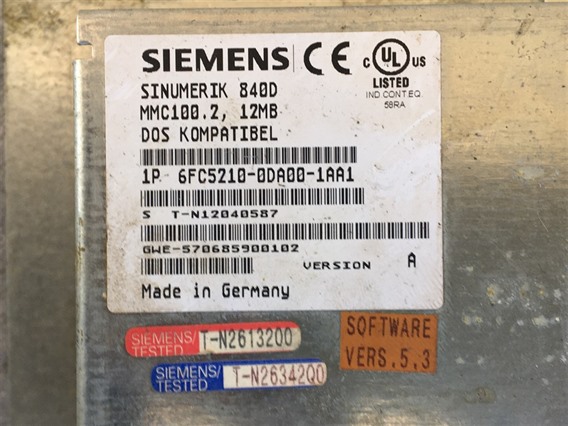 SIEMENS CE
C UL US
LISTED
IND CONT.EQ.
58RA
SINUMERIK 840D
MMC100.2, 12MB
DOS KOMPATIBEL
1P 6FC5210-0DA00-1AA1
S T-N12040587
GWE-570685900102
VERSION A
Made in Germany
SIEMENS/
TESTED
T-N2613200
SIEMENS/
TESTED
T-N2634200
SOFTWARE
VERS.5,3